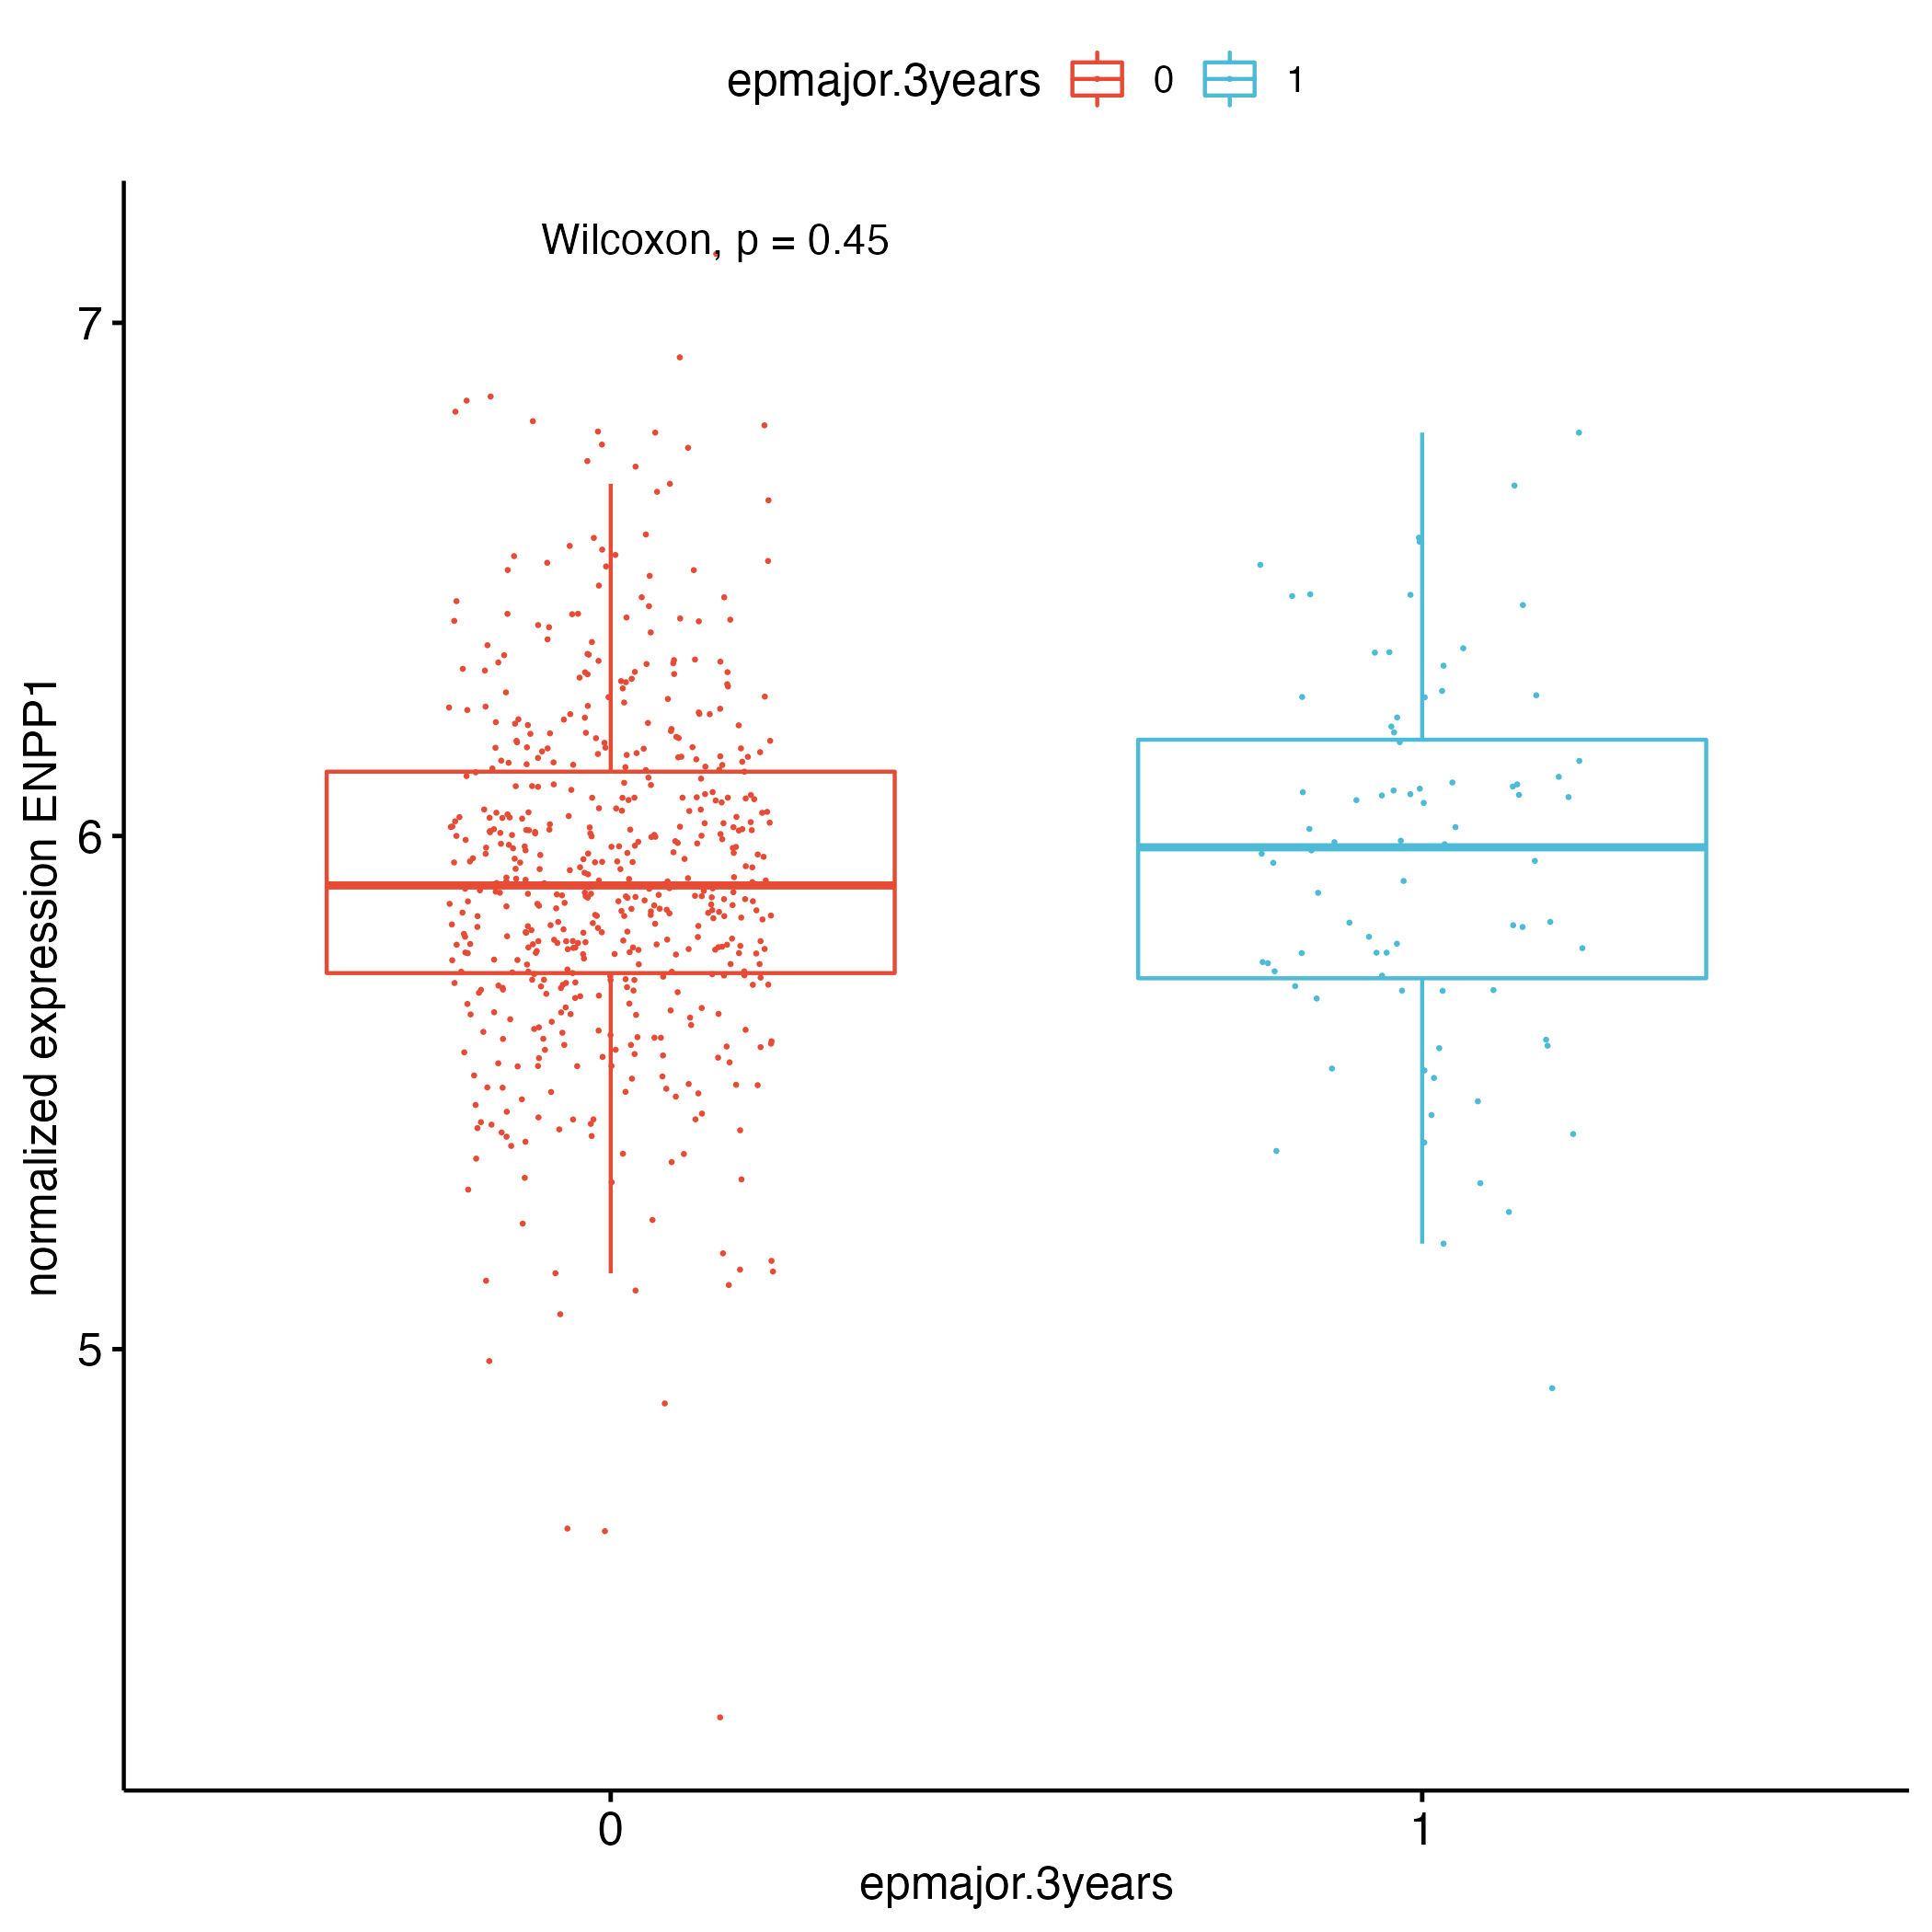 epmajor.3years 0 1
Wilcoxon, p = 0.45
7
6
5
normalized expression ENPP1
0 1
epmajor.3years